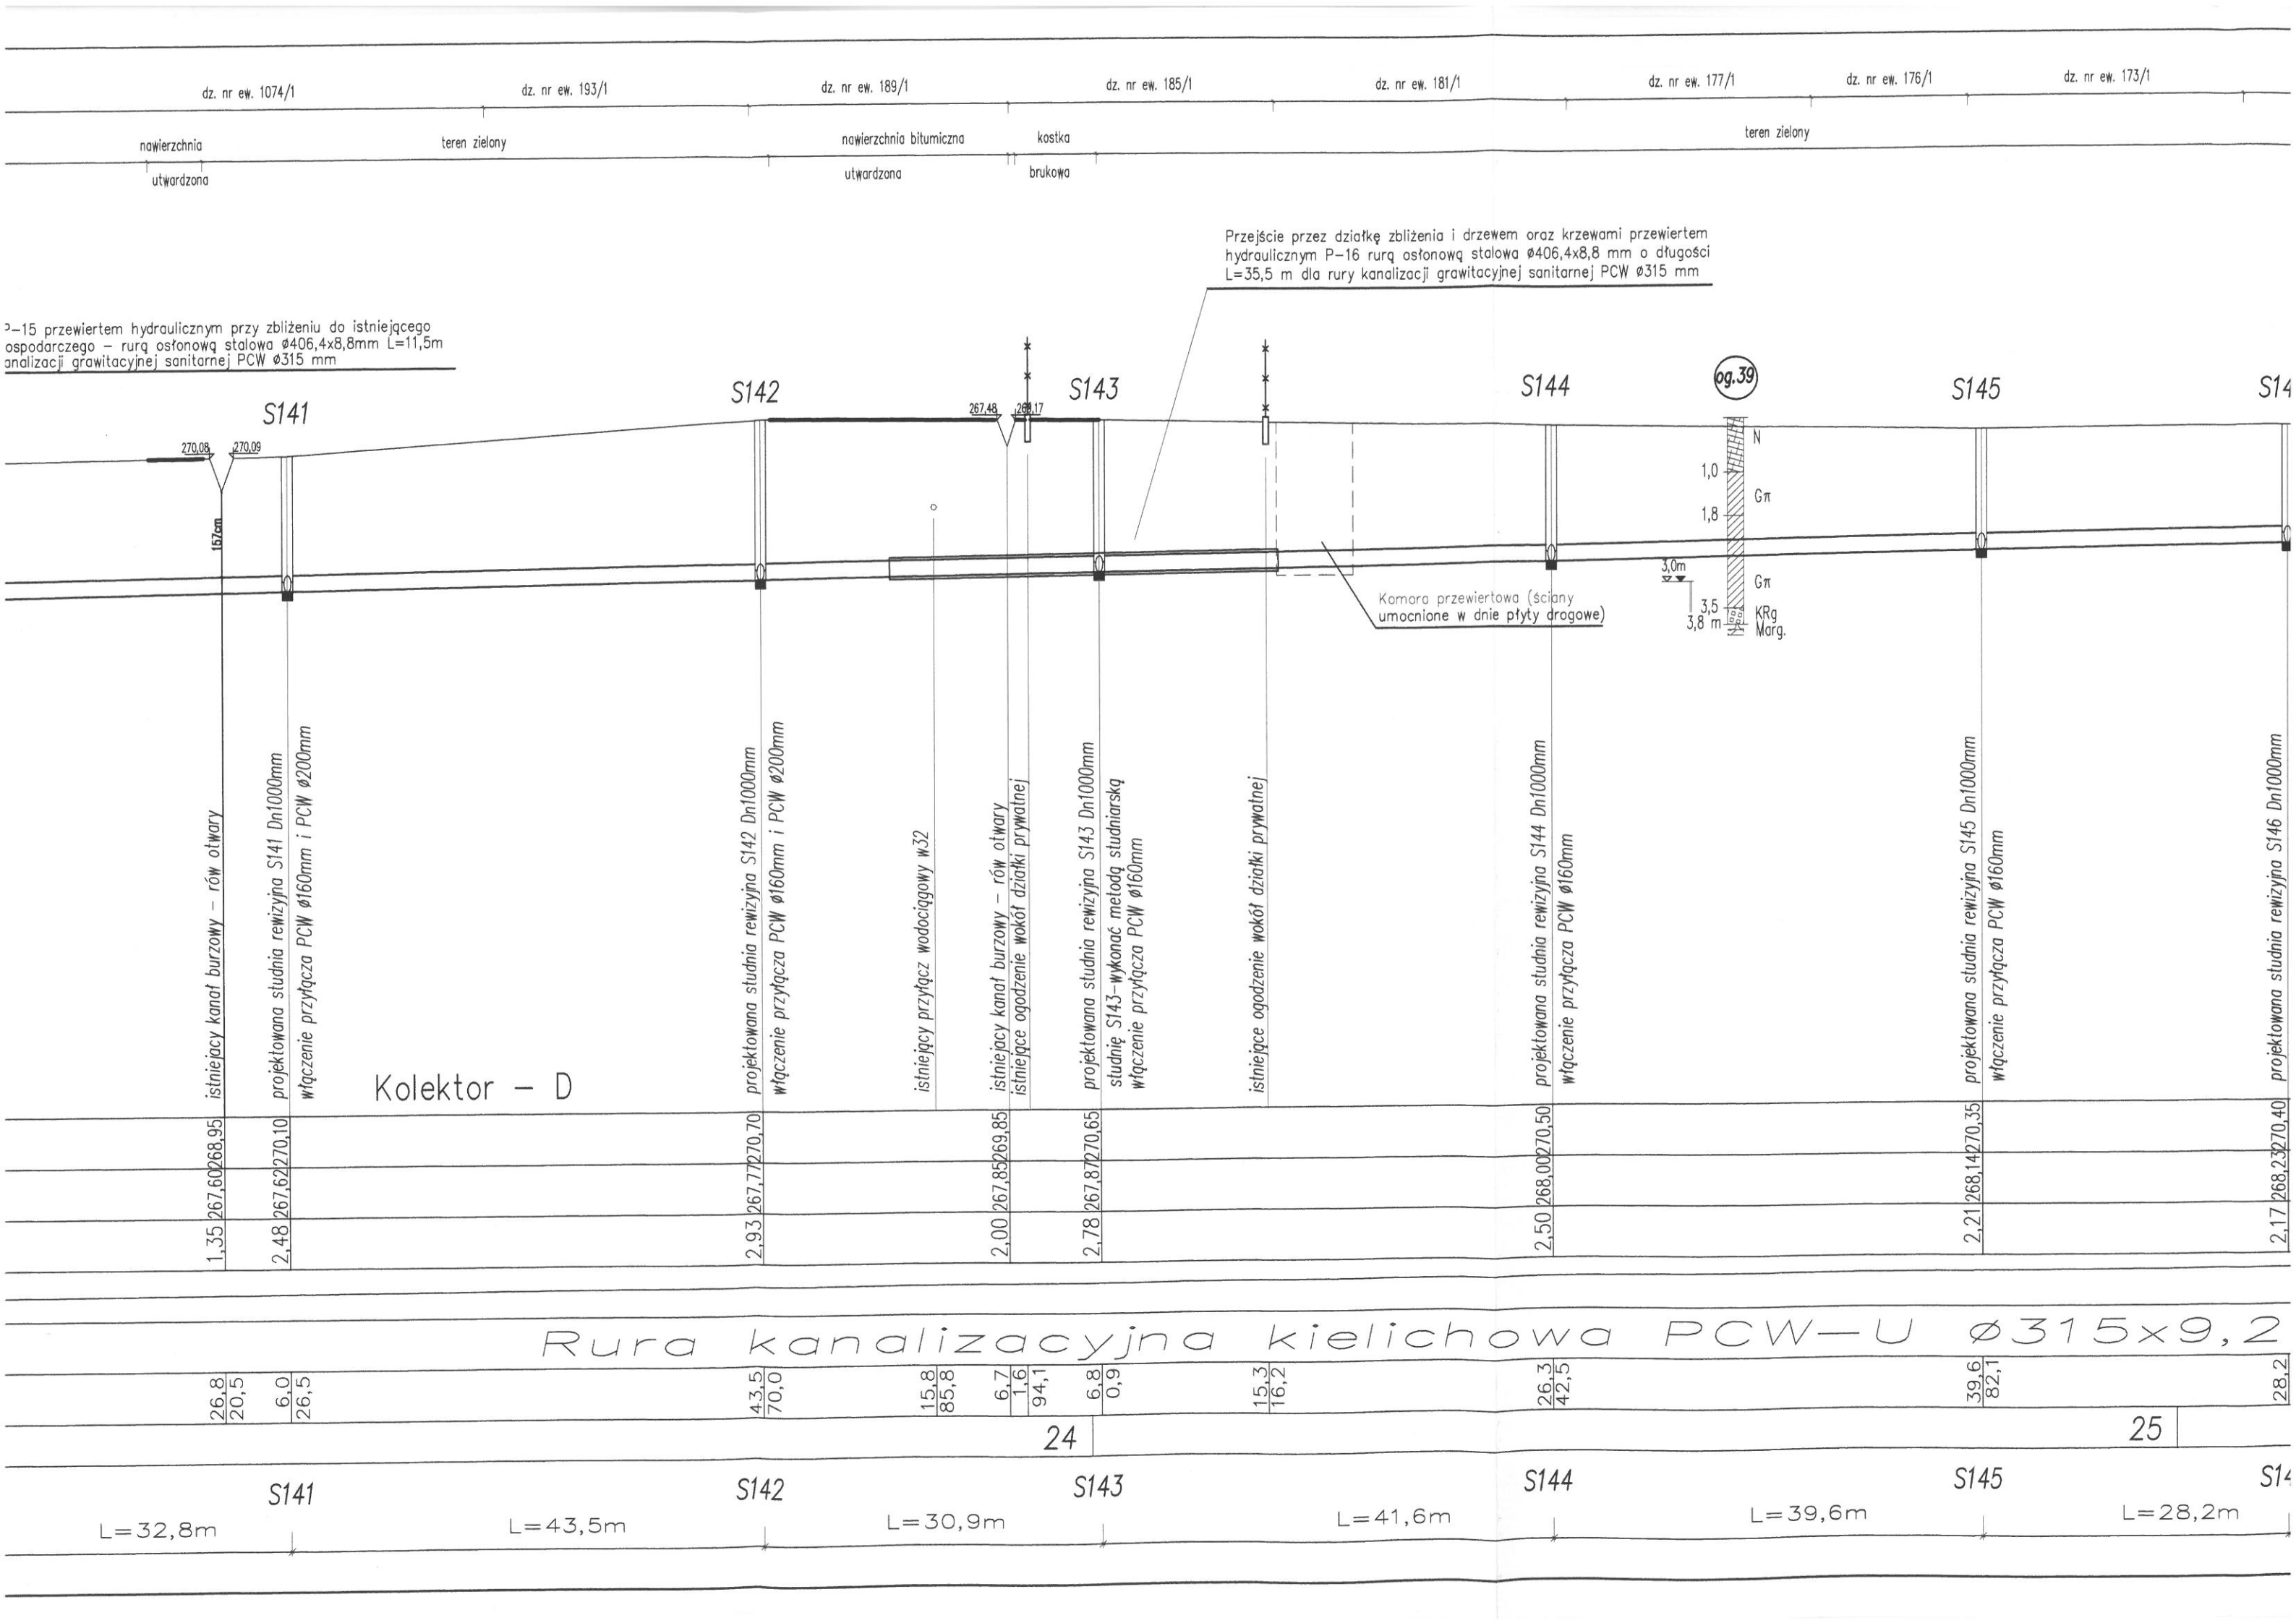 dz. nr ew. 1074/1
dz. nr ew. 193/1
dz. nr ew. 189/1
dz. nr ew. 185/1
dz. nr ew. 181/1
dz. nr ew. 177/1
dz. nr ew. 176/1
dz. nr ew. 173/1
nawierzchnia
utwardzona
teren zielony
nawierzchnia bitumiczna
utwardzona
kostka
brukowa
teren zielony
Przejście przez działkę zbliżenia i drzewem oraz krzewami przewiertem
hydraulicznym P-16 rurą osłonową stalowa ø406,4x8,8 mm o długości
L=35,5 m dla rury kanalizacji grawitacyjnej sanitarnej PCW ø315 mm
P-15 przewiertem hydraulicznym przy zbliżeniu do istniejącego
ospodarczego - rurą osłonową stalowa ø406,4x8,8mm L=11,5m
analizacji grawitacyjnej sanitarnej PCW ø315 mm
S141
S142
S143
S144
og.39
S145
S14
270,08
270,09
267,48
157cm
N
1,0
Gπ
1,8
3,0m
Gπ
3,5
KRg
3,8 m
Marg.
Komora przewiertowa (ściany
umocnione w dnie płyty drogowe)
istniejacy kanał burzowy - rów otwary
projektowana studnia rewizyjna S141 Dn1000mm
włączenie przyłącza PCW ø160mm i PCW ø200mm
projektowana studnia rewizyjna S142 Dn1000mm
włączenie przyłącza PCW ø160mm i PCW ø200mm
istniejący przyłącz wodociągowy w32
istniejacy kanał burzowy - rów otwary
istniejące ogodzenie wokół działki prywatnej
projektowana studnia rewizyjna S143 Dn1000mm
studnię S143-wykonać metodą studniarską
włączenie przyłącza PCW ø160mm
istniejące ogodzenie wokół działki prywatnej
projektowana studnia rewizyjna S144 Dn1000mm
włączenie przyłącza PCW ø160mm
projektowana studnia rewizyjna S145 Dn1000mm
włączenie przyłącza PCW ø160mm
projektowana studnia rewizyjna S146 Dn1000mm
Kolektor - D
1,35 267,60 268,95
2,48 267,62 270,10
2,93 267,77 270,70
2,00 267,85 269,85
2,78 267,87 270,65
2,50 268,00 270,50
2,21 268,14 270,35
2,17 268,23 270,40
Rura kanalizacyjna kielichowa PCW-U ø315x9,2
26,8
20,5
6,0
26,5
43,5
70,0
15,8
85,8
6,7
1,6
94,1
6,8
0,9
15,3
16,2
26,3
42,5
39,6
82,1
28,2
24
25
S141
S142
S143
S144
S145
S14
L=32,8m
L=43,5m
L=30,9m
L=41,6m
L=39,6m
L=28,2m